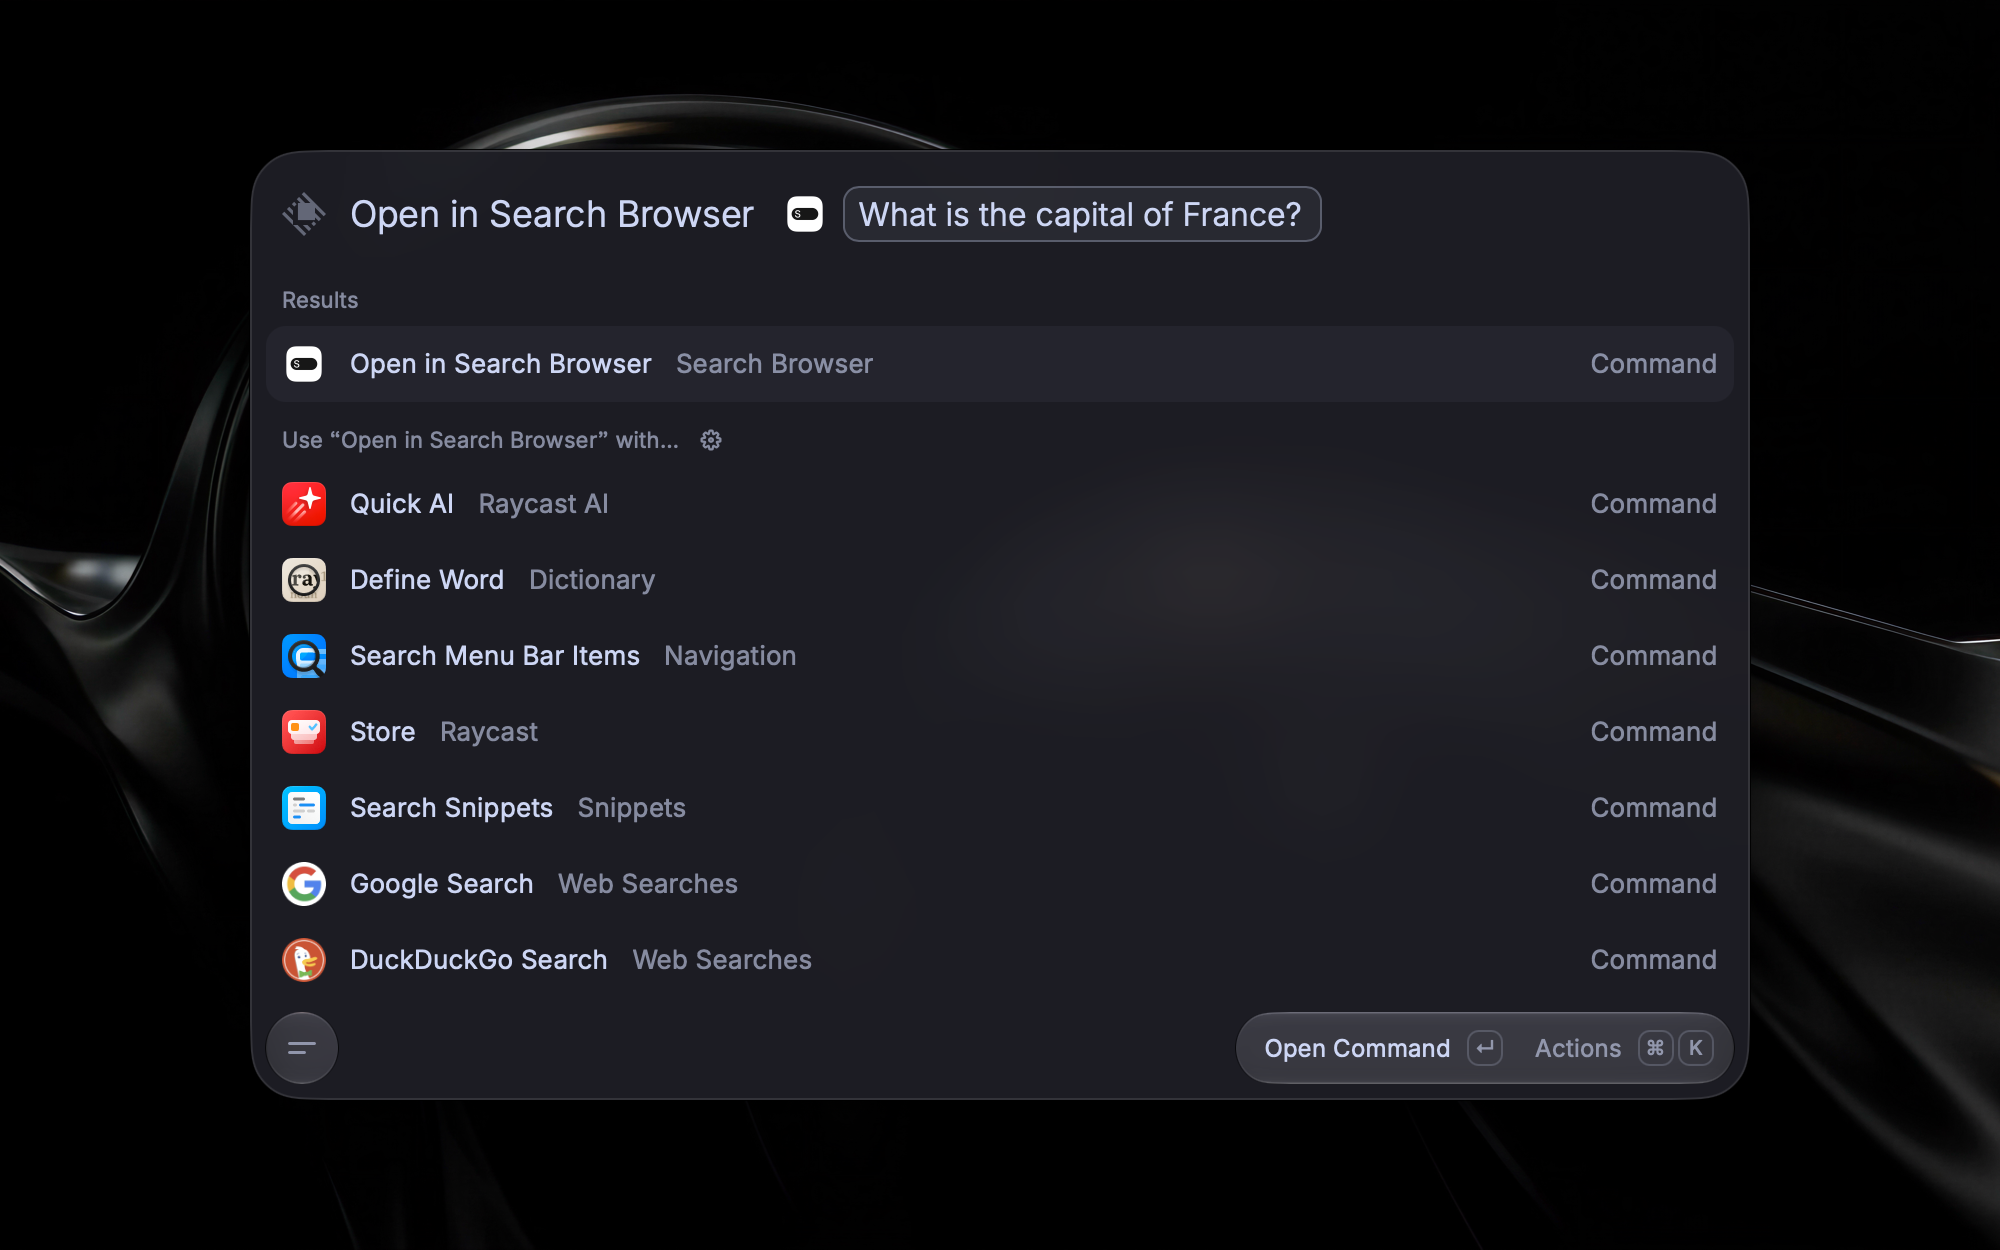 Open in Search Browser S What is the capital of France?
Results
S Open in Search Browser Search Browser Command
Use “Open in Search Browser” with...
Quick AI Raycast AI Command
ray Define Word Dictionary Command
Search Menu Bar Items Navigation Command
Store Raycast Command
Search Snippets Snippets Command
G Google Search Web Searches Command
DuckDuckGo Search Web Searches Command
Open Command ↵ Actions ⌘ K